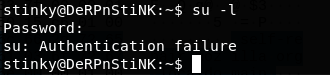 stinky@DeRPnStiNK:~$ su -l
Password:
su: Authentication failure
stinky@DeRPnStiNK:~$